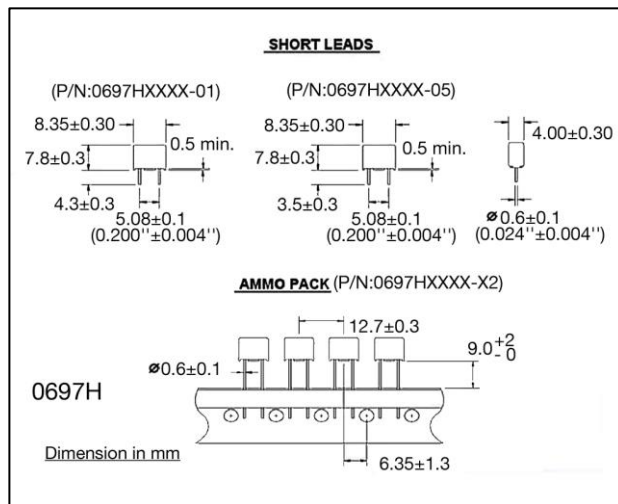 SHORT LEADS
(P/N:0697HXXXX-01)
(P/N:0697HXXXX-05)
8.35±0.30
0.5 min.
7.8±0.3
4.3±0.3
5.08±0.1
(0.200''±0.004'')
8.35±0.30
0.5 min.
7.8±0.3
3.5±0.3
5.08±0.1
(0.200''±0.004'')
4.00±0.30
ø0.6±0.1
(0.024''±0.004'')
AMMO PACK (P/N:0697HXXXX-X2)
12.7±0.3
9.0+2-0
ø0.6±0.1
0697H
Dimension in mm
6.35±1.3